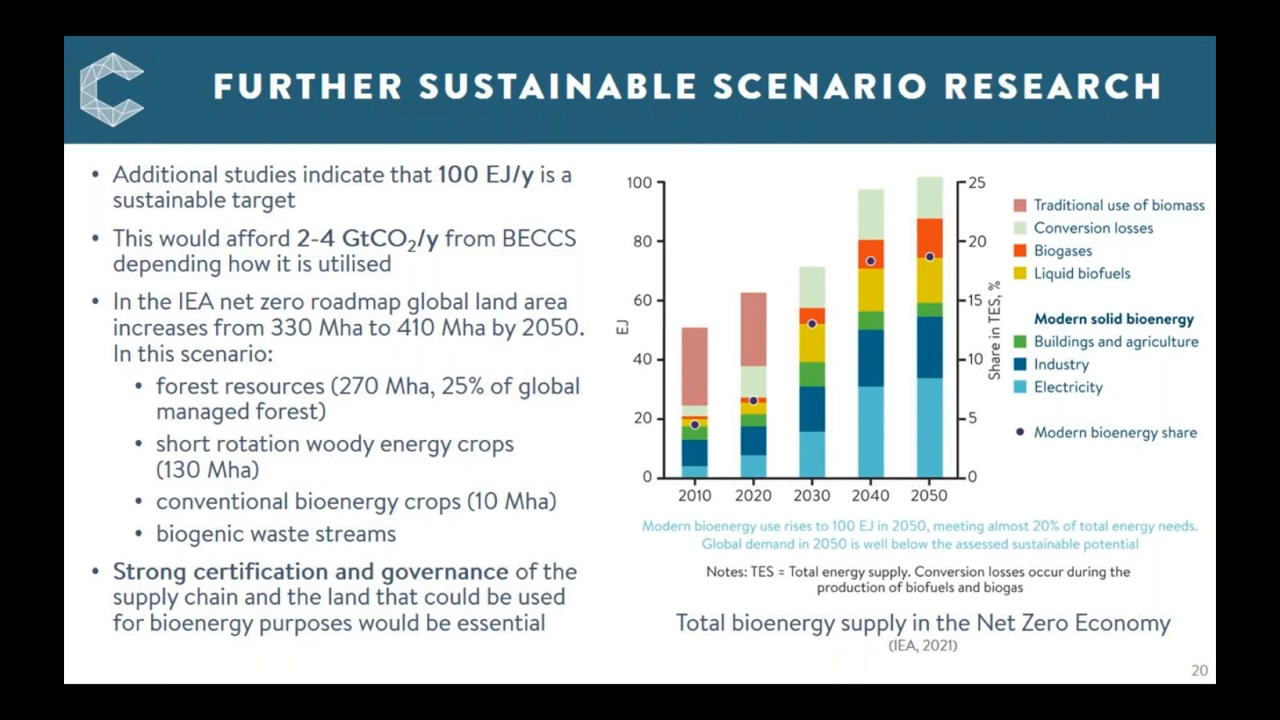 FURTHER SUSTAINABLE SCENARIO RESEARCH
• Additional studies indicate that 100 EJ/y is a
sustainable target
• This would afford 2-4 GtCO₂/y from BECCS
depending how it is utilised
• In the IEA net zero roadmap global land area
increases from 330 Mha to 410 Mha by 2050.
In this scenario:
• forest resources (270 Mha, 25% of global
managed forest)
• short rotation woody energy crops
(130 Mha)
• conventional bioenergy crops (10 Mha)
• biogenic waste streams
• Strong certification and governance of the
supply chain and the land that could be used
for bioenergy purposes would be essential
EJ
100
80
60
40
20
0
2010 2020 2030 2040 2050
25
20
15
10
5
0
Share in TES, %
Traditional use of biomass
Conversion losses
Biogases
Liquid biofuels
Modern solid bioenergy
Buildings and agriculture
Industry
Electricity
Modern bioenergy share
Modern bioenergy use rises to 100 EJ in 2050, meeting almost 20% of total energy needs.
Global demand in 2050 is well below the assessed sustainable potential
Notes: TES = Total energy supply. Conversion losses occur during the
production of biofuels and biogas
Total bioenergy supply in the Net Zero Economy
(IEA, 2021)
20